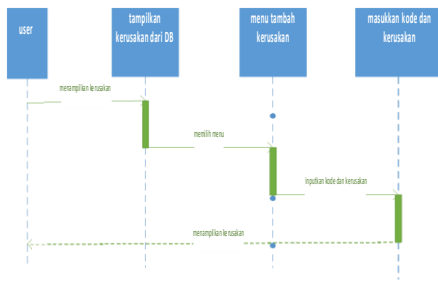 user
tampilkan
kerusakan dari DB
menu tambah
kerusakan
masukkan kode dan
kerusakan
menampilkan kerusakan
memilih menu
inputkan kode dan kerusakan
menampilkan kerusakan